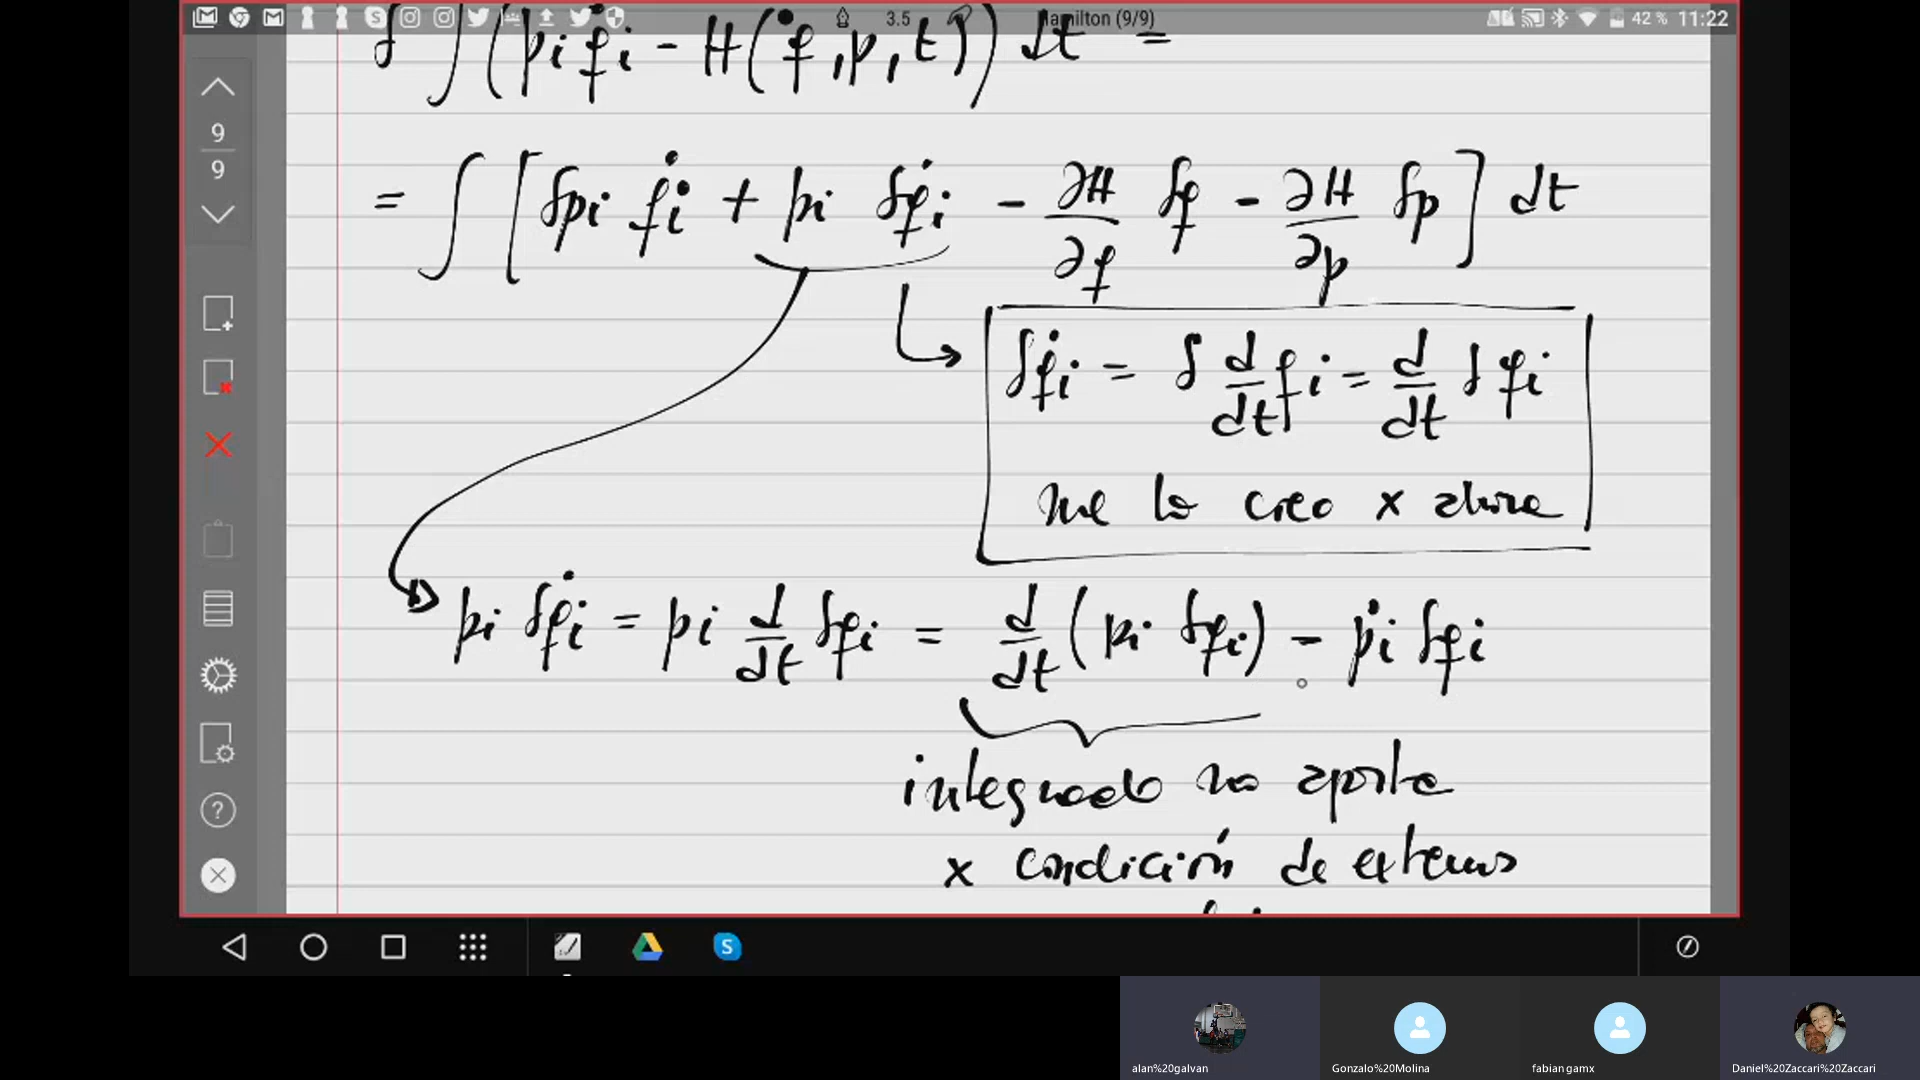 3.5 Hamilton (9/9) 42 % 11:22
δ ∫ (pi q̇i - H(q,p,t)) dt =
9
9
= ∫ [δpi q̇i + pi δq̇i - ∂H/∂q δq - ∂H/∂p δp] dt
δq̇i = δ d/dt qi = d/dt δqi
me lo creo x ahora
pi δq̇i = pi d/dt δqi = d/dt (pi δqi) - ṗi δqi
integrado no aporta
x condición de extremos
alan%20galvan Gonzalo%20Molina fabian gamx Daniel%20Zaccari%20Zaccari